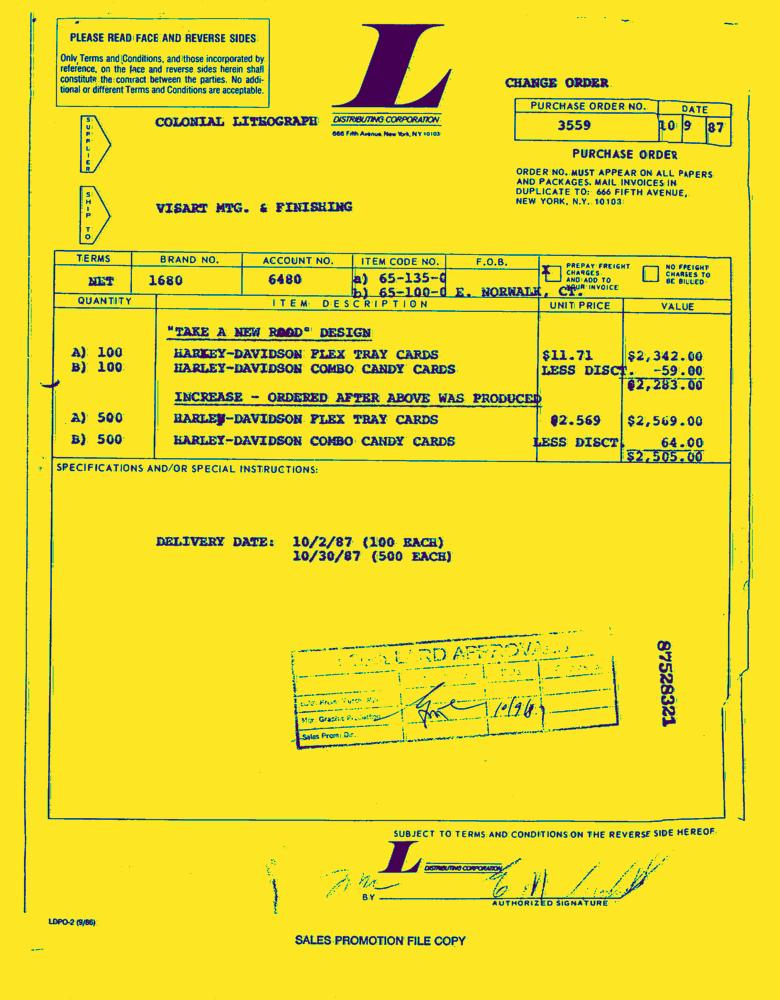 PLEASE READ FACE AND REVERSE SIDES
Only Terms and Conditions, and those incorporated by
reference, on the face and reverse sides herein shall
constitute the contract between the parties. No addi-
tional or different Terms and Conditions are acceptable.
L
DISTRIBUTING CORPORATION
666 Fifth Avenue New York, NY 10103
CHANGE ORDER
PURCHASE ORDER NO. DATE
3559 10 9 87
PURCHASE ORDER
ORDER NO. MUST APPEAR ON ALL PAPERS
AND PACKAGES. MAIL INVOICES IN
DUPLICATE TO: 666 FIFTH AVENUE,
NEW YORK, N.Y. 10103
SUPPLIER
COLONIAL LITHOGRAPH
SHIP TO
VISART MTG. & FINISHING
TERMS BRAND NO. ACCOUNT NO. ITEM CODE NO. F.O.B.
NET 1680 6480 a) 65-135-0
b) 65-100-0 E. NORWALK, CT.
X PREPAY FREIGHT
CHARGES
AND ADD TO
YOUR INVOICE
NO FREIGHT
CHARGES TO
BE BILLED
QUANTITY ITEM DESCRIPTION UNIT PRICE VALUE
"TAKE A NEW ROAD" DESIGN
A) 100 HARLEY-DAVIDSON FLEX TRAY CARDS $11.71 $2,342.00
B) 100 HARLEY-DAVIDSON COMBO CANDY CARDS LESS DISCT. -59.00
$2,283.00
INCREASE - ORDERED AFTER ABOVE WAS PRODUCED
A) 500 HARLEY-DAVIDSON FLEX TRAY CARDS @2.569 $2,569.00
B) 500 HARLEY-DAVIDSON COMBO CANDY CARDS LESS DISCT 64.00
$2,505.00
SPECIFICATIONS AND/OR SPECIAL INSTRUCTIONS:
DELIVERY DATE: 10/2/87 (100 EACH)
10/30/87 (500 EACH)
APPROVAL
Mgr. Graphic Production
10/9/87
Sales Prom. Dir.
87528321
SUBJECT TO TERMS AND CONDITIONS ON THE REVERSE SIDE HEREOF.
L
DISTRIBUTING CORPORATION
BY
AUTHORIZED SIGNATURE
LDPO-2 (9/86)
SALES PROMOTION FILE COPY